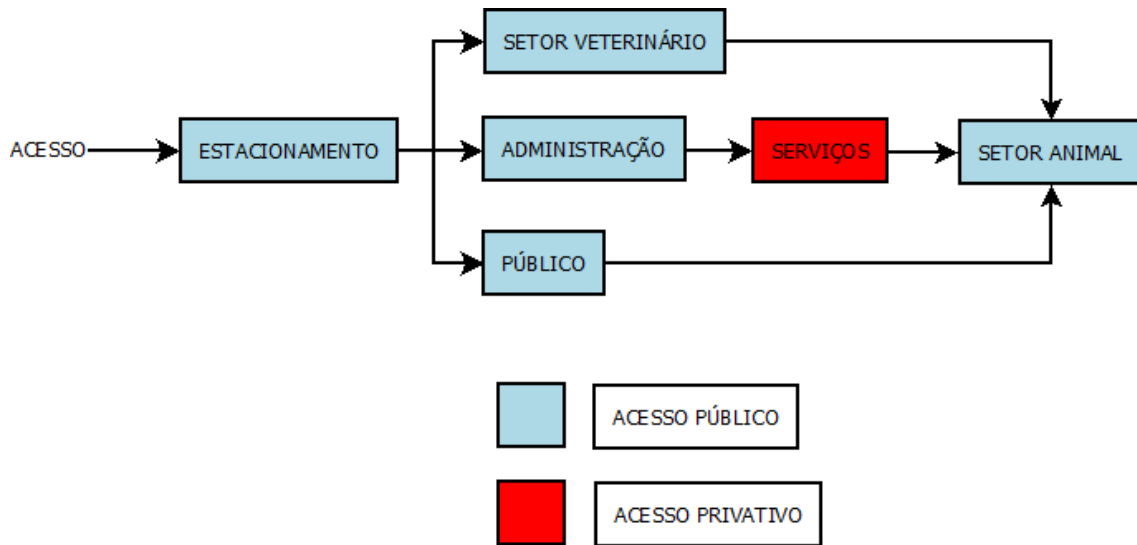 SETOR VETERINÁRIO
ACESSO
ESTACIONAMENTO
ADMINISTRAÇÃO
SERVIÇOS
SETOR ANIMAL
PÚBLICO
ACESSO PÚBLICO
ACESSO PRIVATIVO